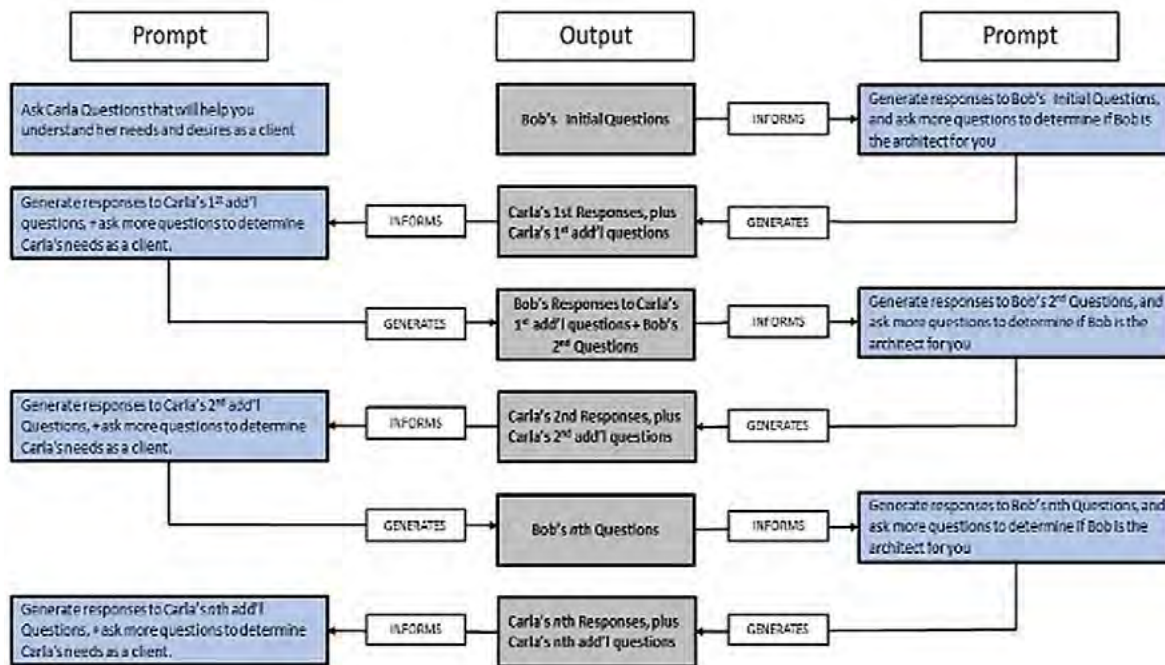 Prompt
Output
Prompt
Ask Carla Questions that will help you
understand her needs and desires as a client
Bob's Initial Questions
INFORMS
Generate responses to Bob's Initial Questions,
and ask more questions to determine if Bob is
the architect for you
Generate responses to Carla's 1st add'l
questions, +ask more questions to determine
Carla's needs as a client.
INFORMS
Carla's 1st Responses, plus
Carla's 1st add'l questions
GENERATES
GENERATES
Bob's Responses to Carla's
1st add'l questions + Bob's
2nd Questions
INFORMS
Generate responses to Bob's 2nd Questions, and
ask more questions to determine if Bob is the
architect for you
Generate responses to Carla's 2nd add'l
Questions, +ask more questions to determine
Carla's needs as a client.
INFORMS
Carla's 2nd Responses, plus
Carla's 2nd add'l questions
GENERATES
GENERATES
Bob's nth Questions
INFORMS
Generate responses to Bob's nth Questions, and
ask more questions to determine if Bob is the
architect for you
Generate responses to Carla's nth add'l
Questions, +ask more questions to determine
Carla's needs as a client.
INFORMS
Carla's nth Responses, plus
Carla's nth add'l questions
GENERATES